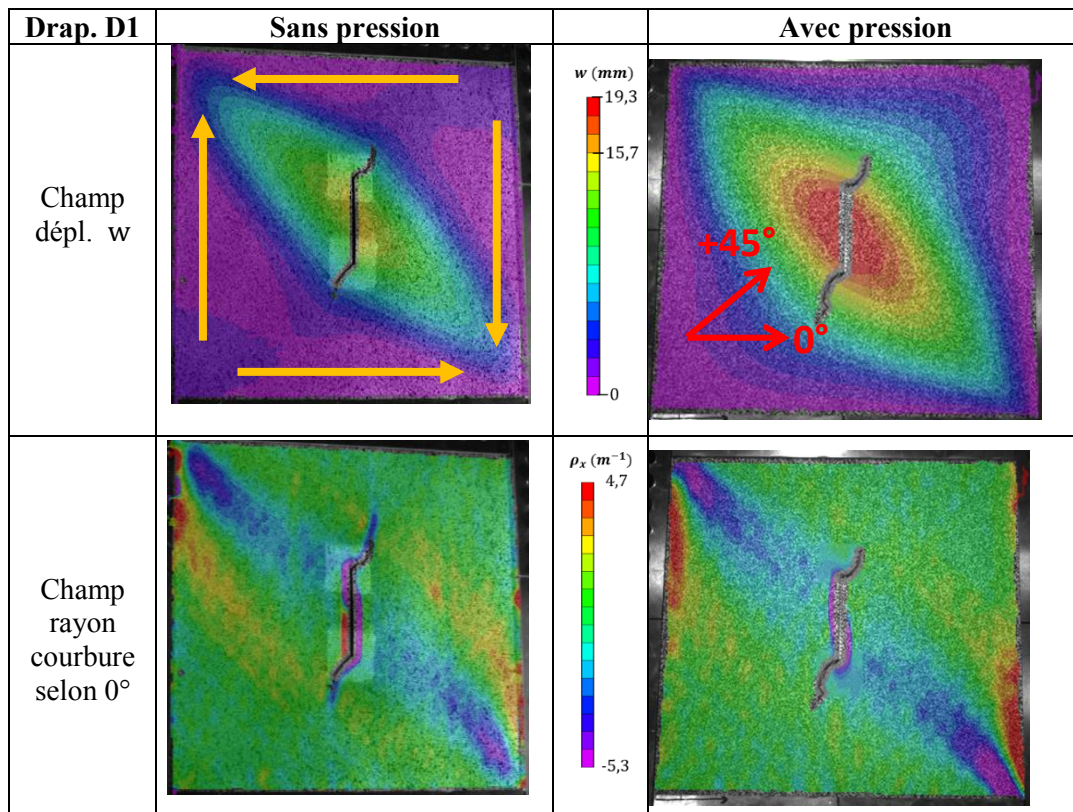 Drap. D1
Sans pression
Avec pression
Champ
dépl. w
w (mm)
19,3
15,7
0
+45°
0°
Champ
rayon
courbure
selon 0°
ρx (m⁻¹)
4,7
-5,3